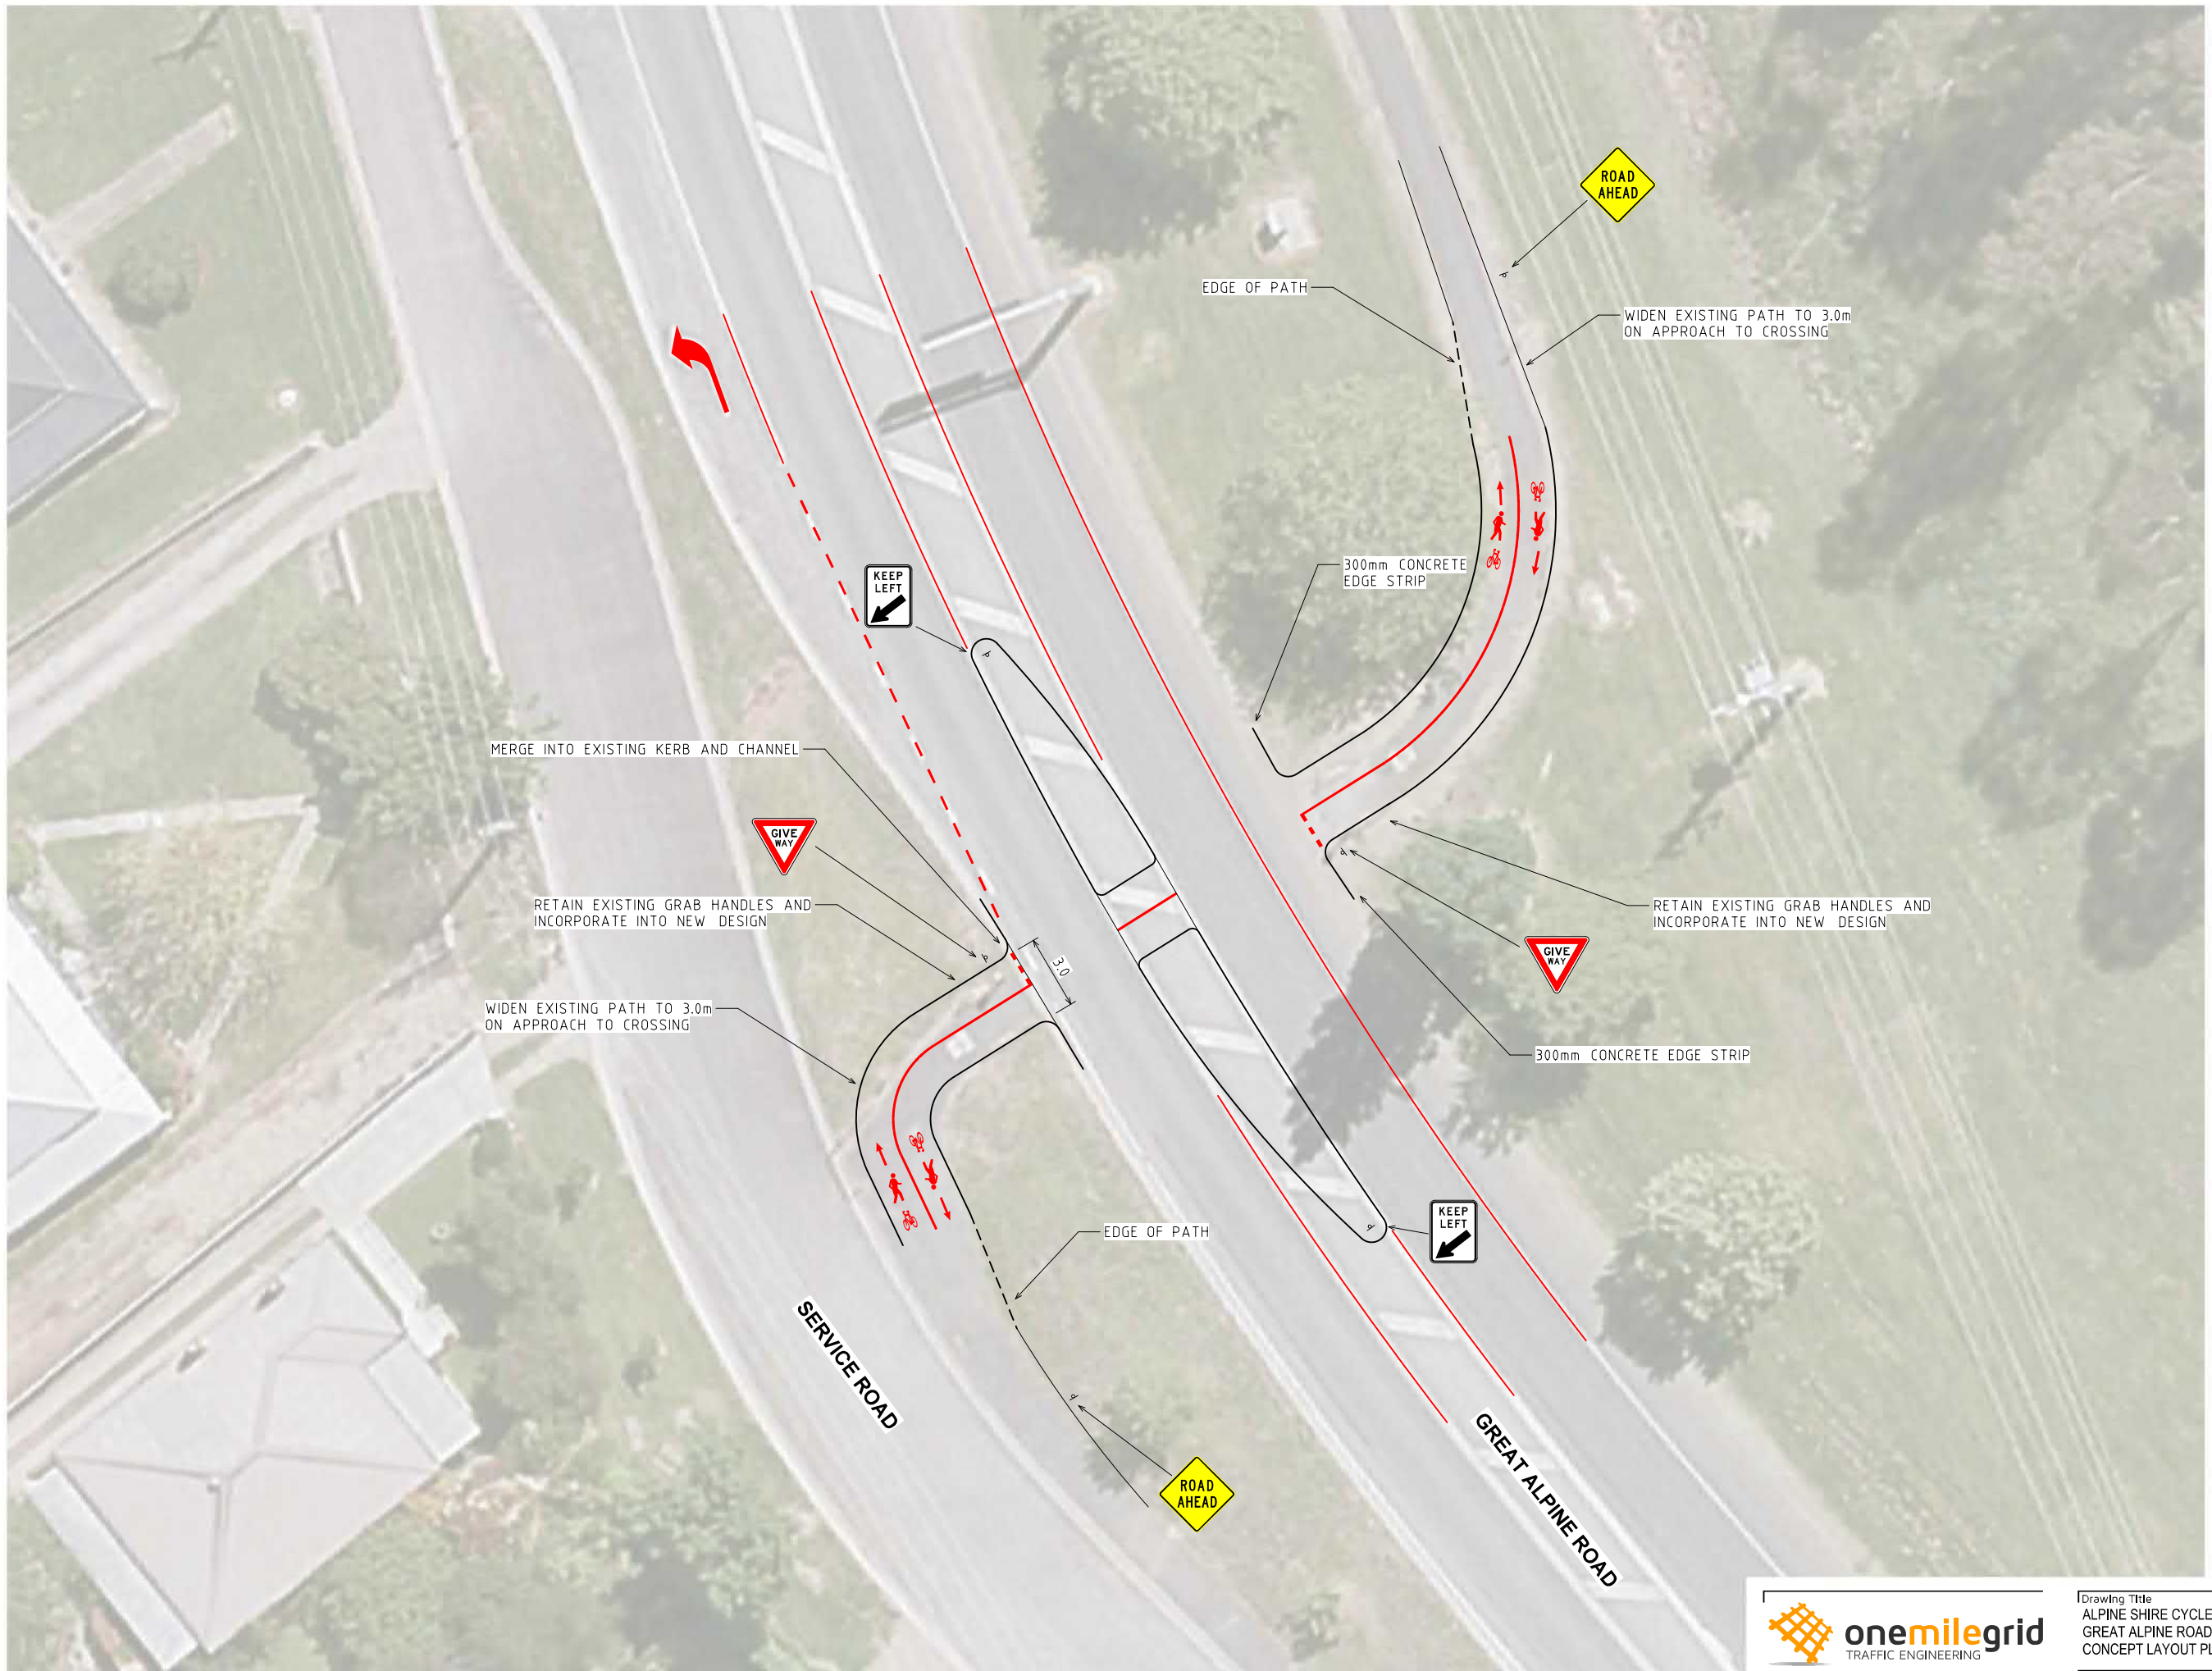 ROAD
AHEAD
EDGE OF PATH
WIDEN EXISTING PATH TO 3.0m
ON APPROACH TO CROSSING
300mm CONCRETE
EDGE STRIP
KEEP
LEFT
MERGE INTO EXISTING KERB AND CHANNEL
GIVE
WAY
RETAIN EXISTING GRAB HANDLES AND
INCORPORATE INTO NEW DESIGN
RETAIN EXISTING GRAB HANDLES AND
INCORPORATE INTO NEW DESIGN
GIVE
WAY
3.0
WIDEN EXISTING PATH TO 3.0m
ON APPROACH TO CROSSING
300mm CONCRETE EDGE STRIP
EDGE OF PATH
KEEP
LEFT
SERVICE ROAD
GREAT ALPINE ROAD
ROAD
AHEAD
onemilegrid
TRAFFIC ENGINEERING
Drawing Title
ALPINE SHIRE CYCLE
GREAT ALPINE ROAD
CONCEPT LAYOUT